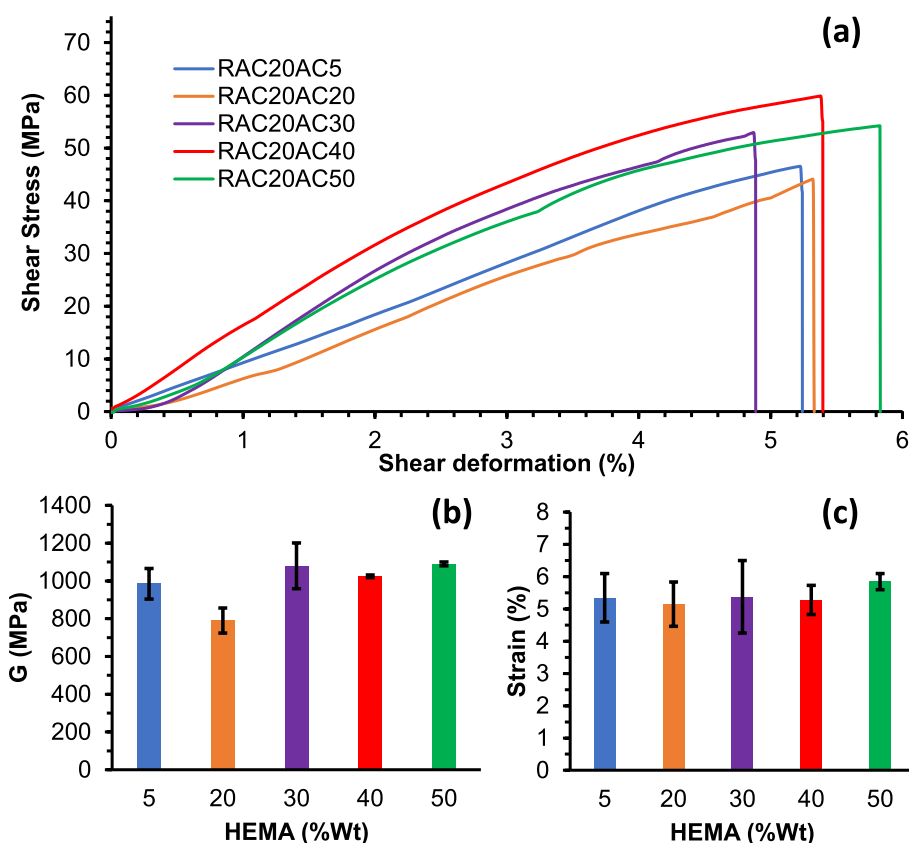 (a)
70
60
50
40
30
20
10
0
Shear Stress (MPa)
RAC20AC5
RAC20AC20
RAC20AC30
RAC20AC40
RAC20AC50
0 1 2 3 4 5 6
Shear deformation (%)
(b)
1400
1200
1000
800
600
400
200
0
G (MPa)
5 20 30 40 50
HEMA (%Wt)
(c)
8
7
6
5
4
3
2
1
0
Strain (%)
5 20 30 40 50
HEMA (%Wt)